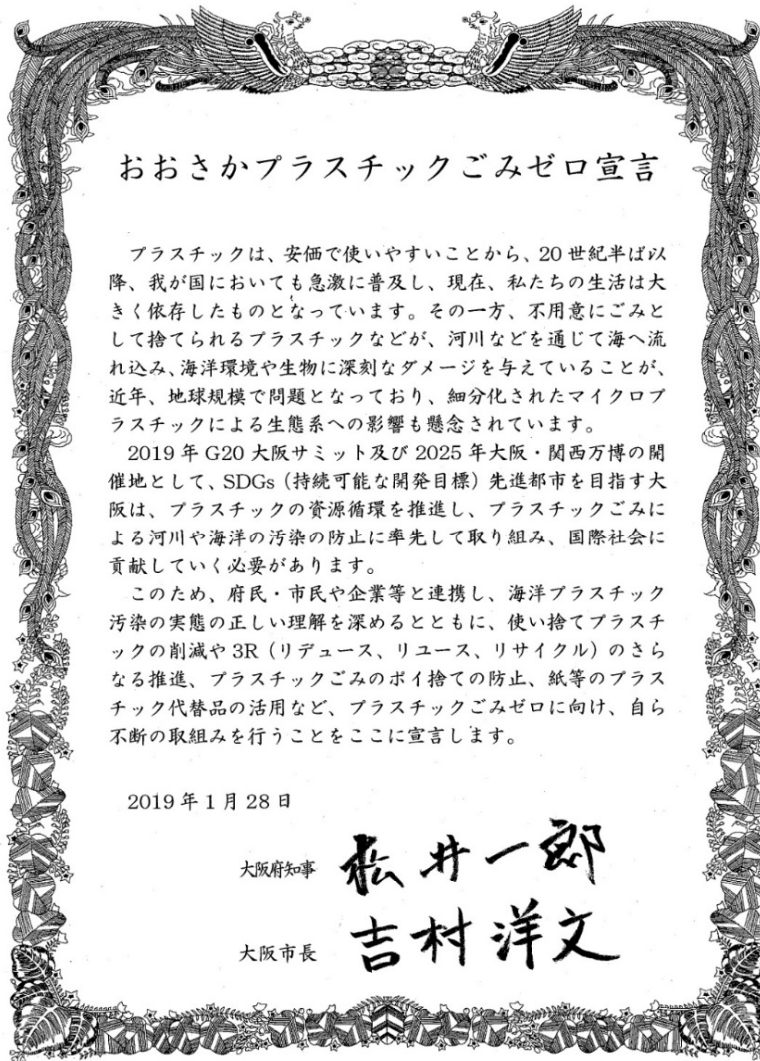 おおさかプラスチックごみゼロ宣言
プラスチックは、安価で使いやすいことから、20世紀半ば以
降、我が国においても急激に普及し、現在、私たちの生活は大
きく依存したものとなっています。その一方、不用意にごみと
して捨てられるプラスチックなどが、河川などを通じて海へ流
れ込み、海洋環境や生物に深刻なダメージを与えていることが、
近年、地球規模で問題となっており、細分化されたマイクロプ
ラスチックによる生態系への影響も懸念されています。
2019年G20大阪サミット及び2025年大阪・関西万博の開
催地として、SDGs（持続可能な開発目標）先進都市を目指す大
阪は、プラスチックの資源循環を推進し、プラスチックごみに
よる河川や海洋の汚染の防止に率先して取り組み、国際社会に
貢献していく必要があります。
このため、府民・市民や企業等と連携し、海洋プラスチック
汚染の実態の正しい理解を深めるとともに、使い捨てプラスチ
ックの削減や3R（リデュース、リユース、リサイクル）のさら
なる推進、プラスチックごみのポイ捨ての防止、紙等のプラス
チック代替品の活用など、プラスチックごみゼロに向け、自ら
不断の取組みを行うことをここに宣言します。
2019年1月28日
大阪府知事 松井一郎
大阪市長 吉村洋文